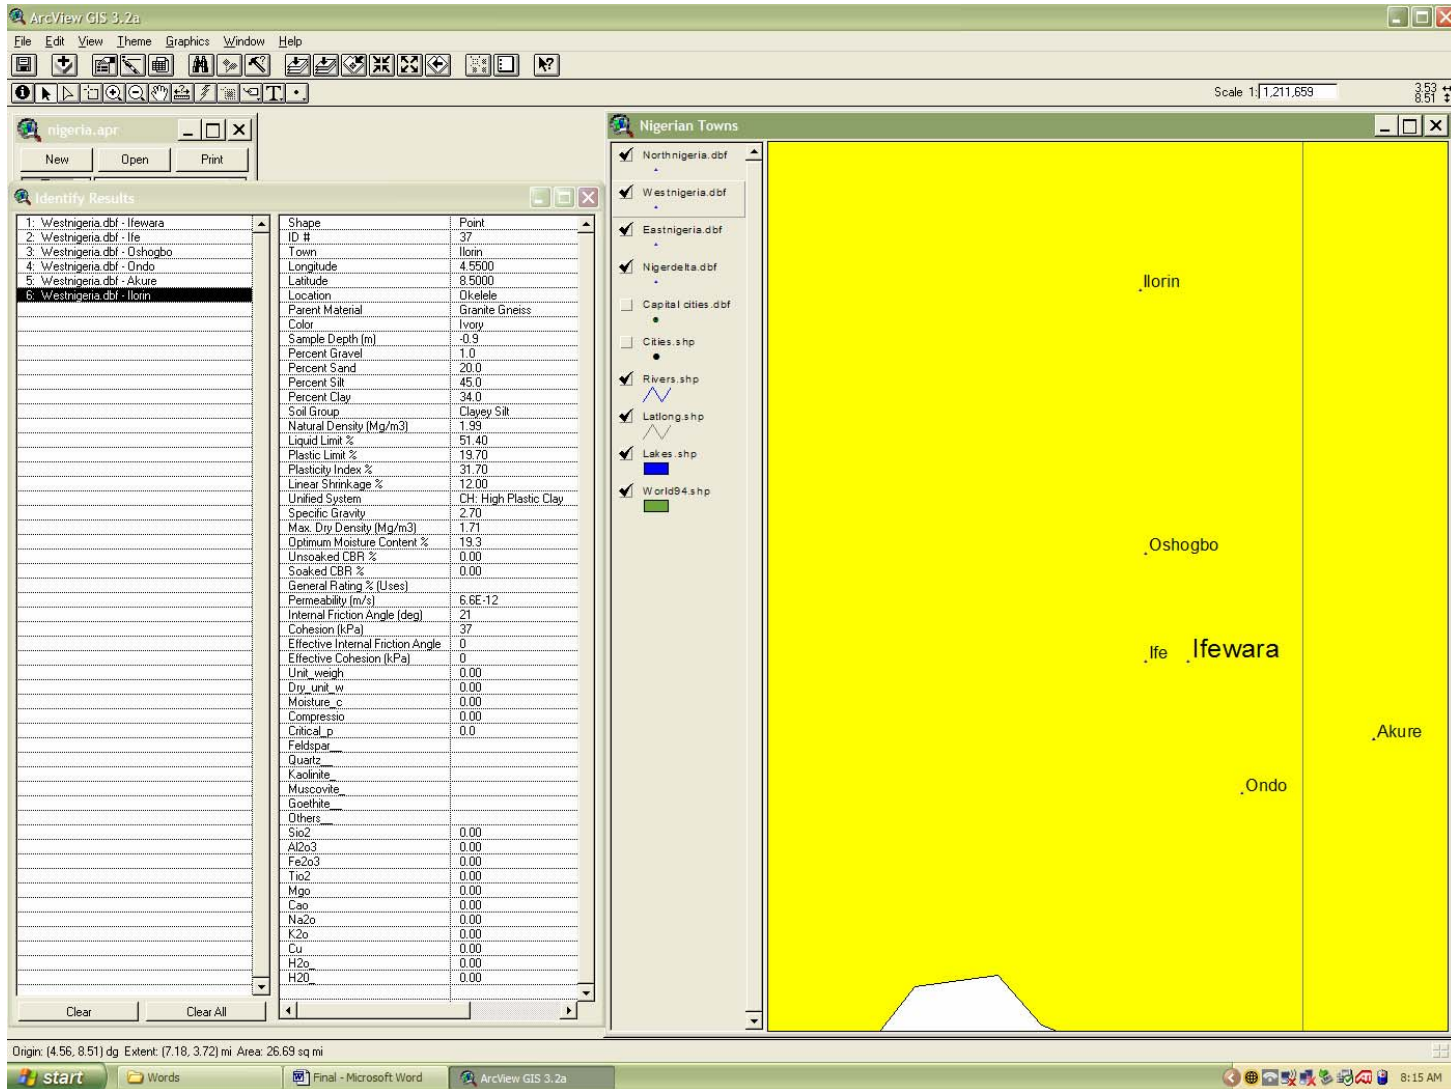 ArcView GIS 3.2a
File Edit View Theme Graphics Window Help
Scale 1: 1,211,659
3.53
8.51
nigeria.apr
New Open Print
Identify Results
1: Westnigeria.dbf - Ifewara
2: Westnigeria.dbf - Ife
3: Westnigeria.dbf - Oshogbo
4: Westnigeria.dbf - Ondo
5: Westnigeria.dbf - Akure
6: Westnigeria.dbf - Ilorin
Shape Point
ID # 37
Town Ilorin
Longitude 4.5500
Latitude 8.5000
Location Okelele
Parent Material Granite Gneiss
Color Ivory
Sample Depth (m) -0.9
Percent Gravel 1.0
Percent Sand 20.0
Percent Silt 45.0
Percent Clay 34.0
Soil Group Clayey Silt
Natural Density (Mg/m3) 1.99
Liquid Limit % 51.40
Plastic Limit % 19.70
Plasticity Index % 31.70
Linear Shrinkage % 12.00
Unified System CH: High Plastic Clay
Specific Gravity 2.70
Max. Dry Density (Mg/m3) 1.71
Optimum Moisture Content % 19.3
Unsoaked CBR % 0.00
Soaked CBR % 0.00
General Rating % (Uses)
Permeability (m/s) 6.6E-12
Internal Friction Angle (deg) 21
Cohesion (kPa) 37
Effective Internal Friction Angle 0
Effective Cohesion (kPa) 0
Unit_weigh 0.00
Dry_unit_w 0.00
Moisture_c 0.00
Compressio 0.00
Critical_p 0.0
Feldspar__
Quartz__
Kaolinite_
Muscovite_
Goethite__
Others__
Sio2 0.00
Al2o3 0.00
Fe2o3 0.00
Tio2 0.00
Mgo 0.00
Cao 0.00
Na2o 0.00
K2o 0.00
Cu 0.00
H2o_ 0.00
H20_ 0.00
Clear Clear All
Nigerian Towns
Northnigeria.dbf
Westnigeria.dbf
Eastnigeria.dbf
Nigerdelta.dbf
Capital cities.dbf
Cities.shp
Rivers.shp
Latlong.shp
Lakes.shp
World94.shp
Ilorin
Oshogbo
Ife Ifewara
Akure
Ondo
Origin: (4.56, 8.51) dg Extent: (7.18, 3.72) mi Area: 26.69 sq mi
start Words Final - Microsoft Word ArcView GIS 3.2a 8:15 AM